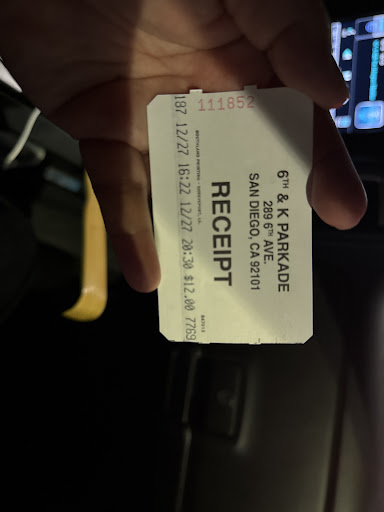 6TH & K PARKADE
289 6TH AVE.
SAN DIEGO, CA 92101
RECEIPT
111852
187 12/27 16:22 12/27 20:30 $12.00 7769